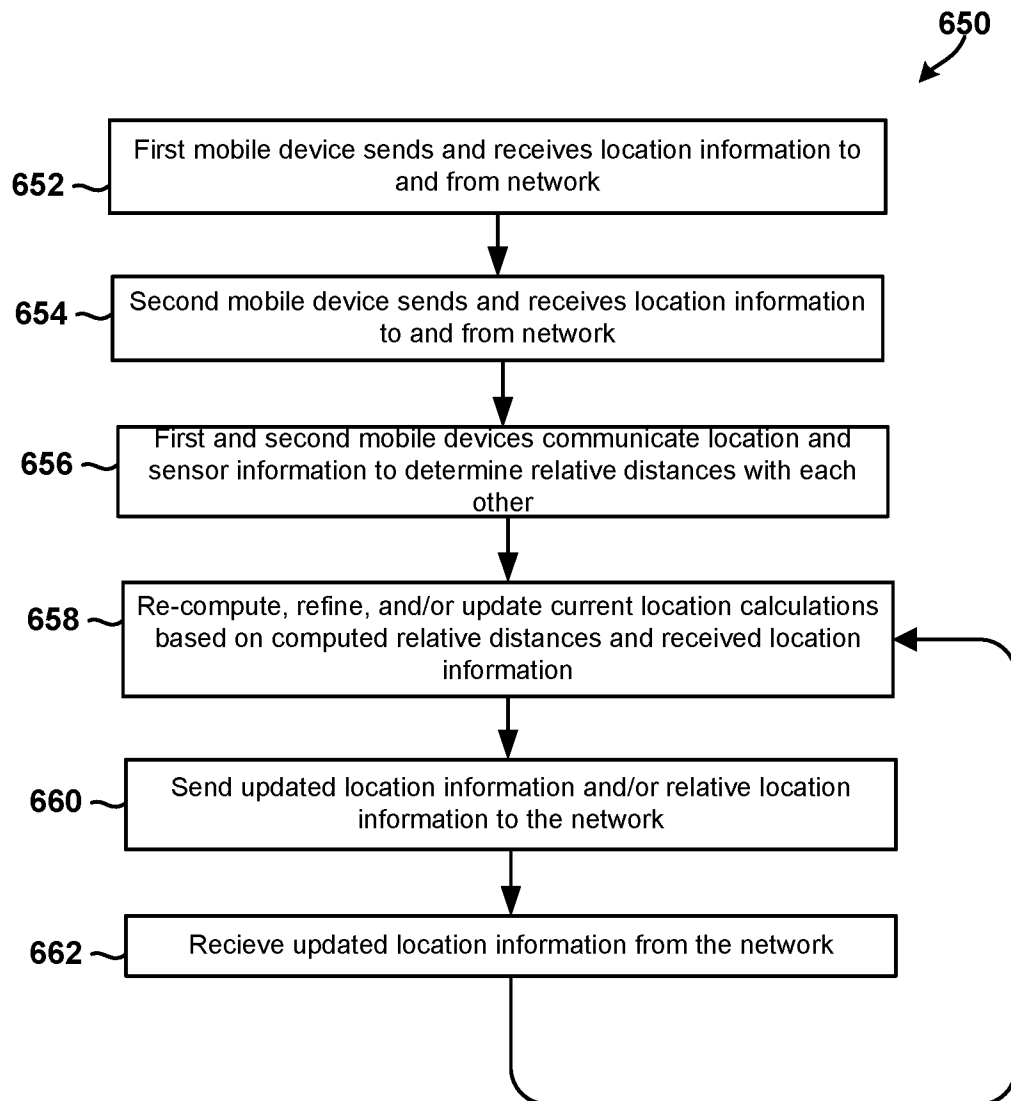 650
First mobile device sends and receives location information to
and from network
652
Second mobile device sends and receives location information
to and from network
654
First and second mobile devices communicate location and
sensor information to determine relative distances with each
other
656
Re-compute, refine, and/or update current location calculations
based on computed relative distances and received location
information
658
Send updated location information and/or relative location
information to the network
660
Recieve updated location information from the network
662